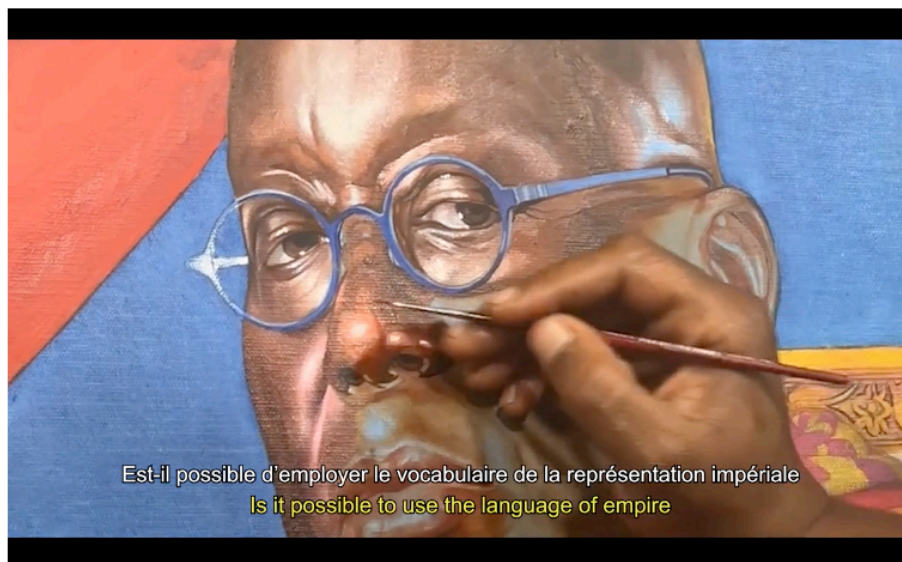 Est-il possible d'employer le vocabulaire de la représentation impériale
Is it possible to use the language of empire